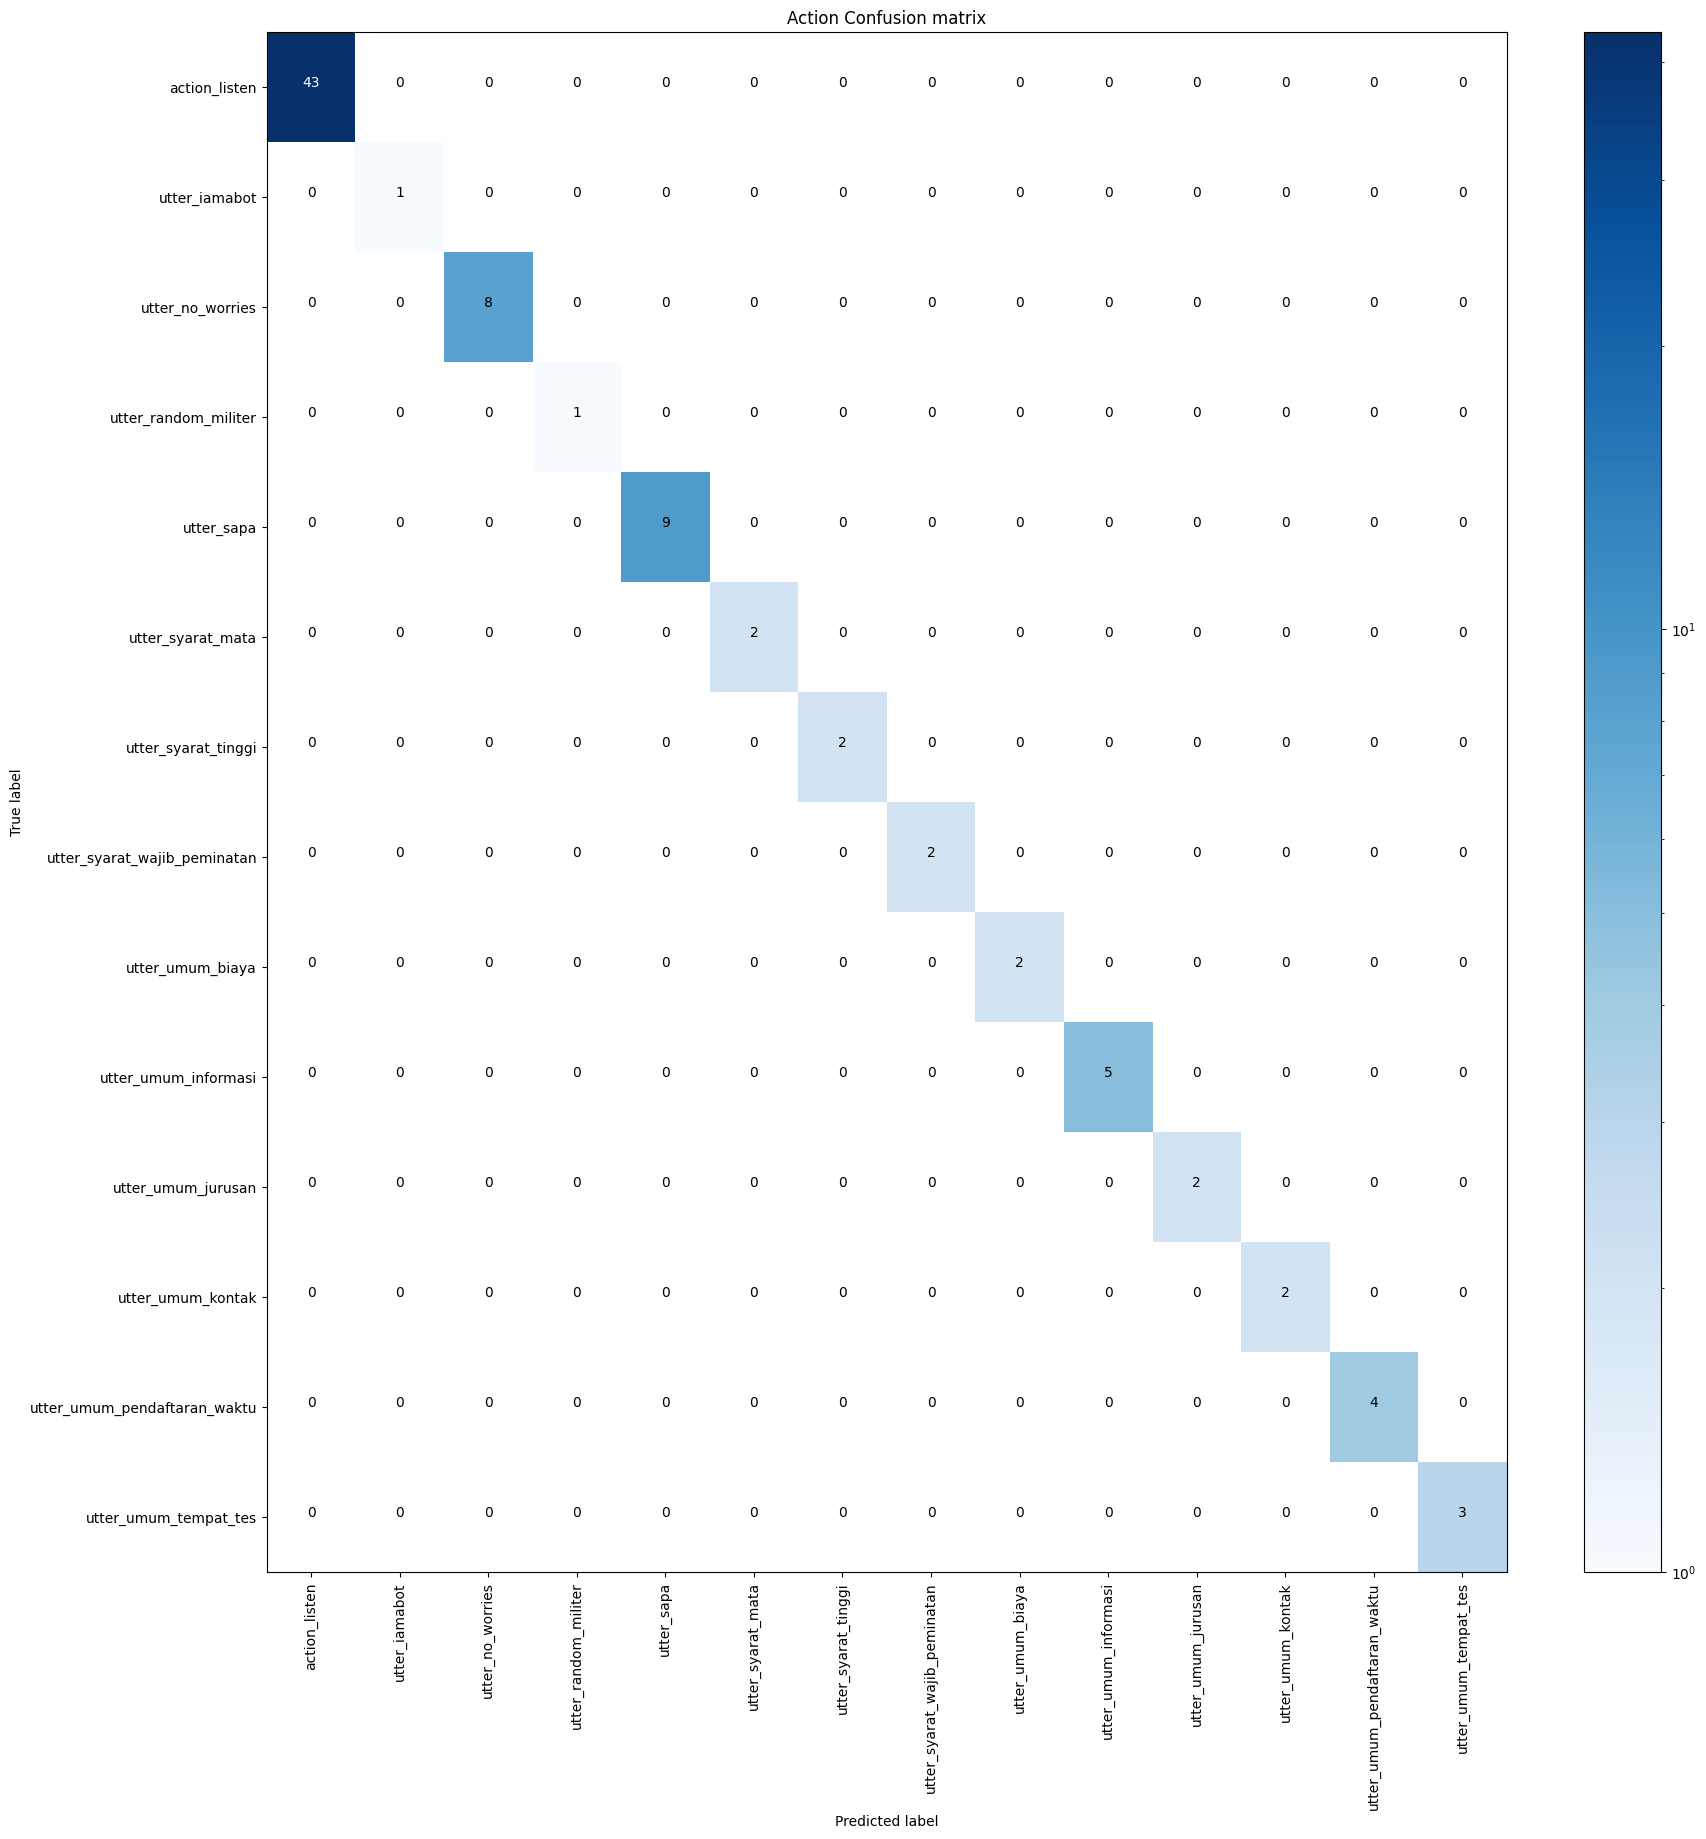 Action Confusion matrix
action_listen 43 0 0 0 0 0 0 0 0 0 0 0 0 0
utter_iamabot 0 1 0 0 0 0 0 0 0 0 0 0 0 0
utter_no_worries 0 0 8 0 0 0 0 0 0 0 0 0 0 0
utter_random_militer 0 0 0 1 0 0 0 0 0 0 0 0 0 0
utter_sapa 0 0 0 0 9 0 0 0 0 0 0 0 0 0
utter_syarat_mata 0 0 0 0 0 2 0 0 0 0 0 0 0 0
utter_syarat_tinggi 0 0 0 0 0 0 2 0 0 0 0 0 0 0
utter_syarat_wajib_peminatan 0 0 0 0 0 0 0 2 0 0 0 0 0 0
utter_umum_biaya 0 0 0 0 0 0 0 0 2 0 0 0 0 0
utter_umum_informasi 0 0 0 0 0 0 0 0 0 5 0 0 0 0
utter_umum_jurusan 0 0 0 0 0 0 0 0 0 0 2 0 0 0
utter_umum_kontak 0 0 0 0 0 0 0 0 0 0 0 2 0 0
utter_umum_pendaftaran_waktu 0 0 0 0 0 0 0 0 0 0 0 0 4 0
utter_umum_tempat_tes 0 0 0 0 0 0 0 0 0 0 0 0 0 3
True label
action_listen
utter_iamabot
utter_no_worries
utter_random_militer
utter_sapa
utter_syarat_mata
utter_syarat_tinggi
utter_syarat_wajib_peminatan
utter_umum_biaya
utter_umum_informasi
utter_umum_jurusan
utter_umum_kontak
utter_umum_pendaftaran_waktu
utter_umum_tempat_tes
Predicted label
10¹
10⁰